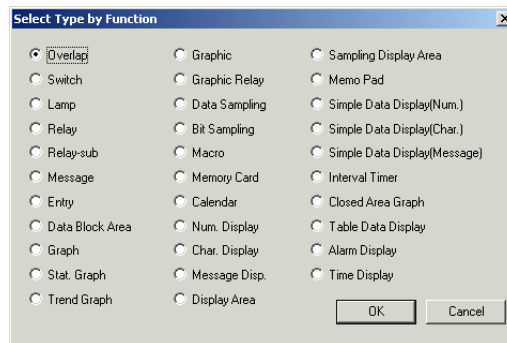 Select Type by Function
Overlap
Switch
Lamp
Relay
Relay-sub
Message
Entry
Data Block Area
Graph
Stat. Graph
Trend Graph
Graphic
Graphic Relay
Data Sampling
Bit Sampling
Macro
Memory Card
Calendar
Num. Display
Char. Display
Message Disp.
Display Area
Sampling Display Area
Memo Pad
Simple Data Display(Num.)
Simple Data Display(Char.)
Simple Data Display(Message)
Interval Timer
Closed Area Graph
Table Data Display
Alarm Display
Time Display
OK
Cancel